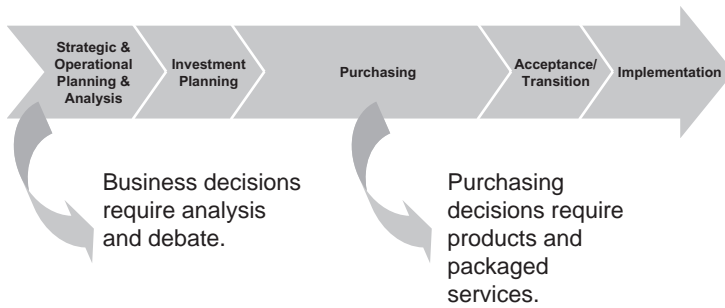 Strategic &
Operational
Planning &
Analysis
Investment
Planning
Purchasing
Acceptance/
Transition
Implementation
Business decisions
require analysis
and debate.
Purchasing
decisions require
products and
packaged
services.